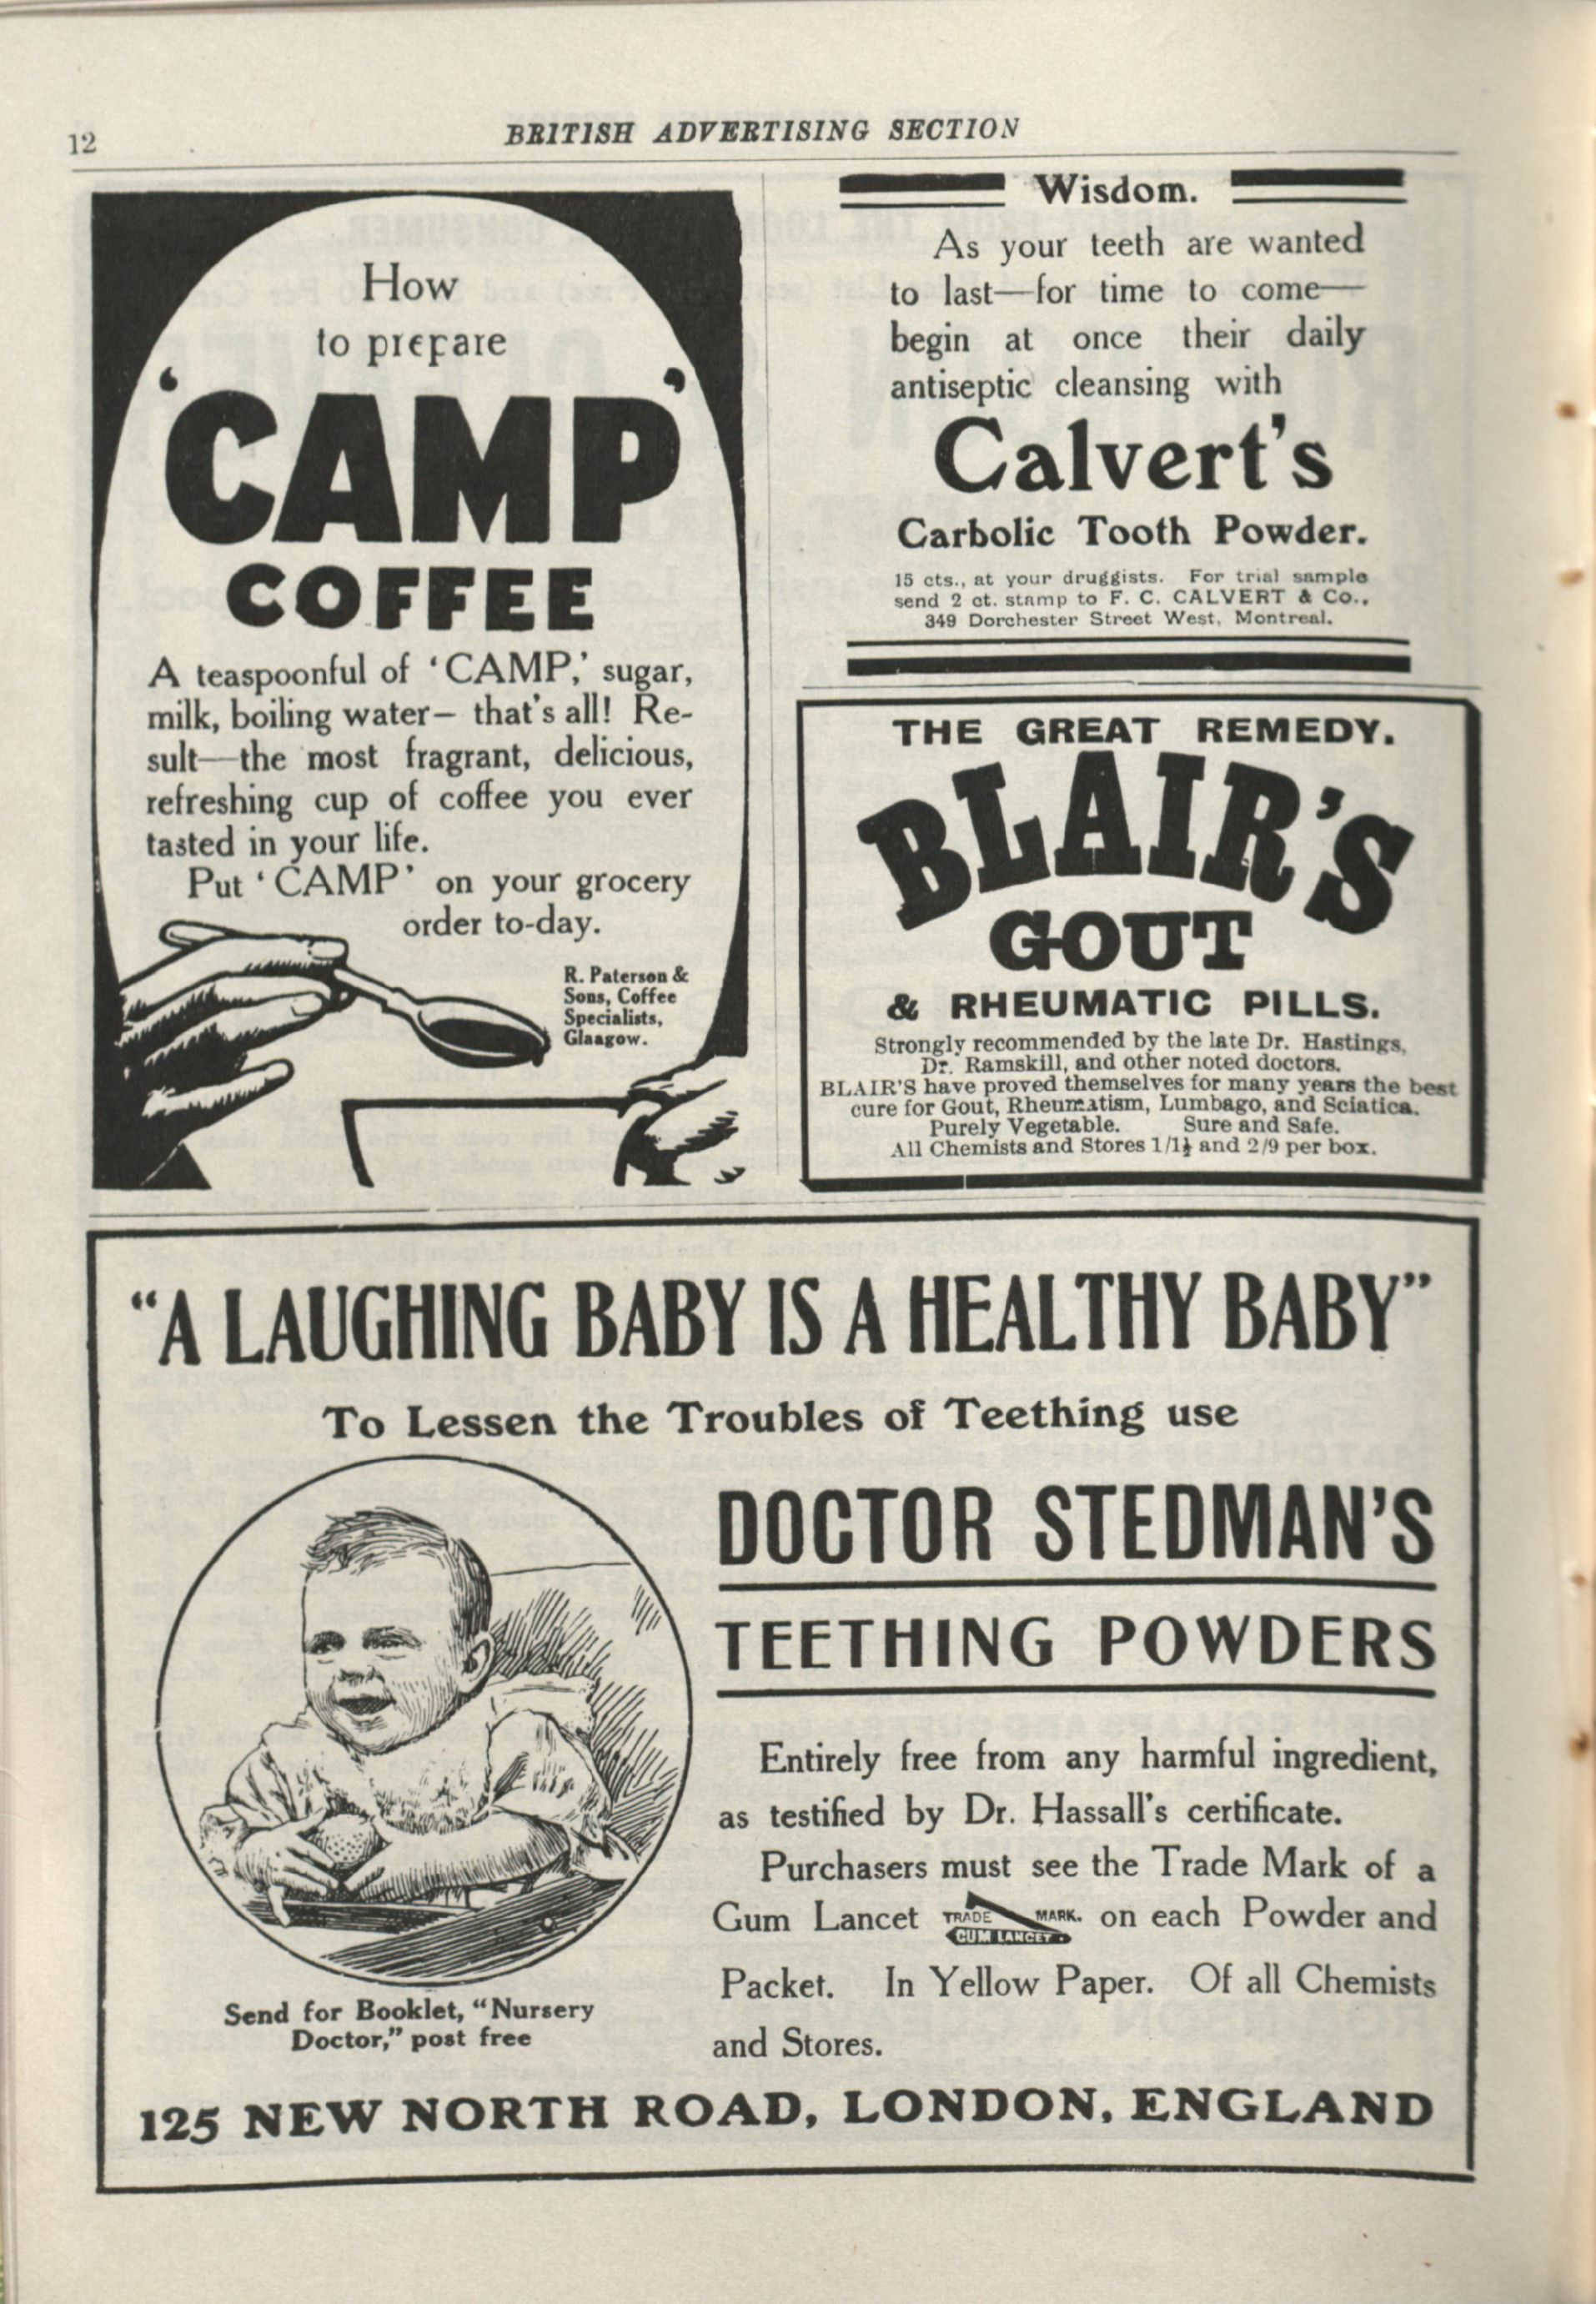 12
BRITISH ADVERTISING SECTION
How
to prepare
‘CAMP’
COFFEE
A teaspoonful of ‘CAMP,’ sugar,
milk, boiling water– that's all! Re-
sult—the most fragrant, delicious,
refreshing cup of coffee you ever
tasted in your life.
Put ‘CAMP’ on your grocery
order to-day.
R. Paterson &
Sons, Coffee
Specialists,
Glasgow.
Wisdom.
As your teeth are wanted
to last—for time to come—
begin at once their daily
antiseptic cleansing with
Calvert's
Carbolic Tooth Powder.
15 cts., at your druggists. For trial sample
send 2 ct. stamp to F. C. CALVERT & Co.,
349 Dorchester Street West, Montreal.
THE GREAT REMEDY.
BLAIR'S
GOUT
& RHEUMATIC PILLS.
Strongly recommended by the late Dr. Hastings,
Dr. Ramskill, and other noted doctors.
BLAIR'S have proved themselves for many years the best
cure for Gout, Rheumatism, Lumbago, and Sciatica.
Purely Vegetable. Sure and Safe.
All Chemists and Stores 1/1½ and 2/9 per box.
“A LAUGHING BABY IS A HEALTHY BABY”
To Lessen the Troubles of Teething use
DOCTOR STEDMAN'S
TEETHING POWDERS
Entirely free from any harmful ingredient,
as testified by Dr. Hassall's certificate.
Purchasers must see the Trade Mark of a
Gum Lancet TRADE MARK. GUM LANCET on each Powder and
Packet. In Yellow Paper. Of all Chemists
and Stores.
Send for Booklet, “Nursery
Doctor,” post free
125 NEW NORTH ROAD, LONDON, ENGLAND